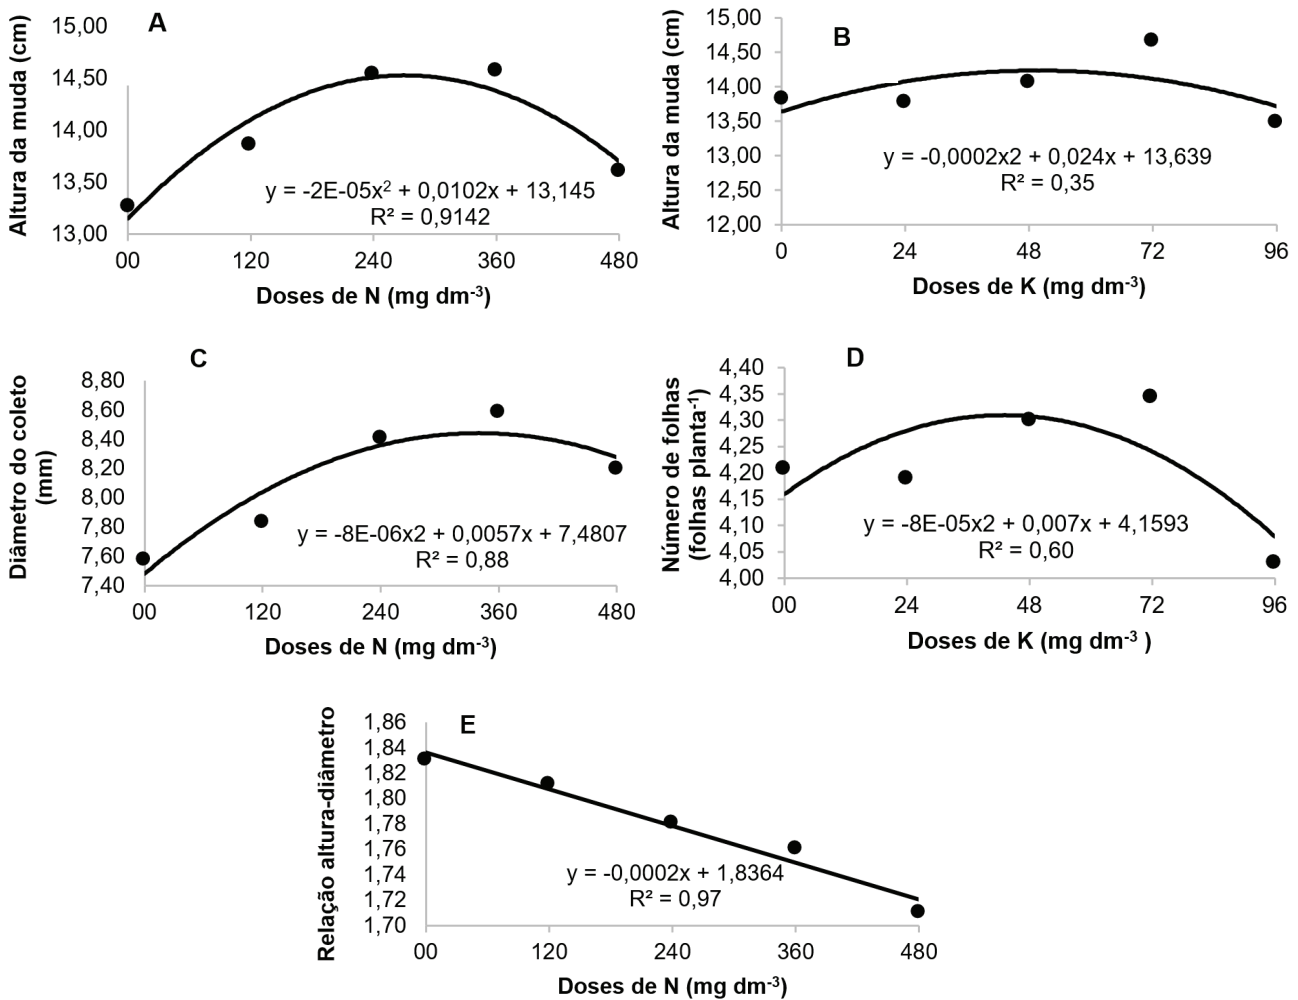 A
Altura da muda (cm)
15,00
14,50
14,00
13,50
13,00
y = -2E-05x² + 0,0102x + 13,145
R² = 0,9142
00 120 240 360 480
Doses de N (mg dm⁻³)
B
Altura da muda (cm)
15,00
14,50
14,00
13,50
13,00
12,50
12,00
y = -0,0002x2 + 0,024x + 13,639
R² = 0,35
0 24 48 72 96
Doses de K (mg dm⁻³)
C
Diâmetro do coleto
(mm)
8,80
8,60
8,40
8,20
8,00
7,80
7,60
7,40
y = -8E-06x2 + 0,0057x + 7,4807
R² = 0,88
00 120 240 360 480
Doses de N (mg dm⁻³)
D
Número de folhas
(folhas planta⁻¹)
4,40
4,35
4,30
4,25
4,20
4,15
4,10
4,05
4,00
y = -8E-05x2 + 0,007x + 4,1593
R² = 0,60
00 24 48 72 96
Doses de K (mg dm⁻³ )
E
Relação altura-diâmetro
1,86
1,84
1,82
1,80
1,78
1,76
1,74
1,72
1,70
y = -0,0002x + 1,8364
R² = 0,97
00 120 240 360 480
Doses de N (mg dm⁻³)